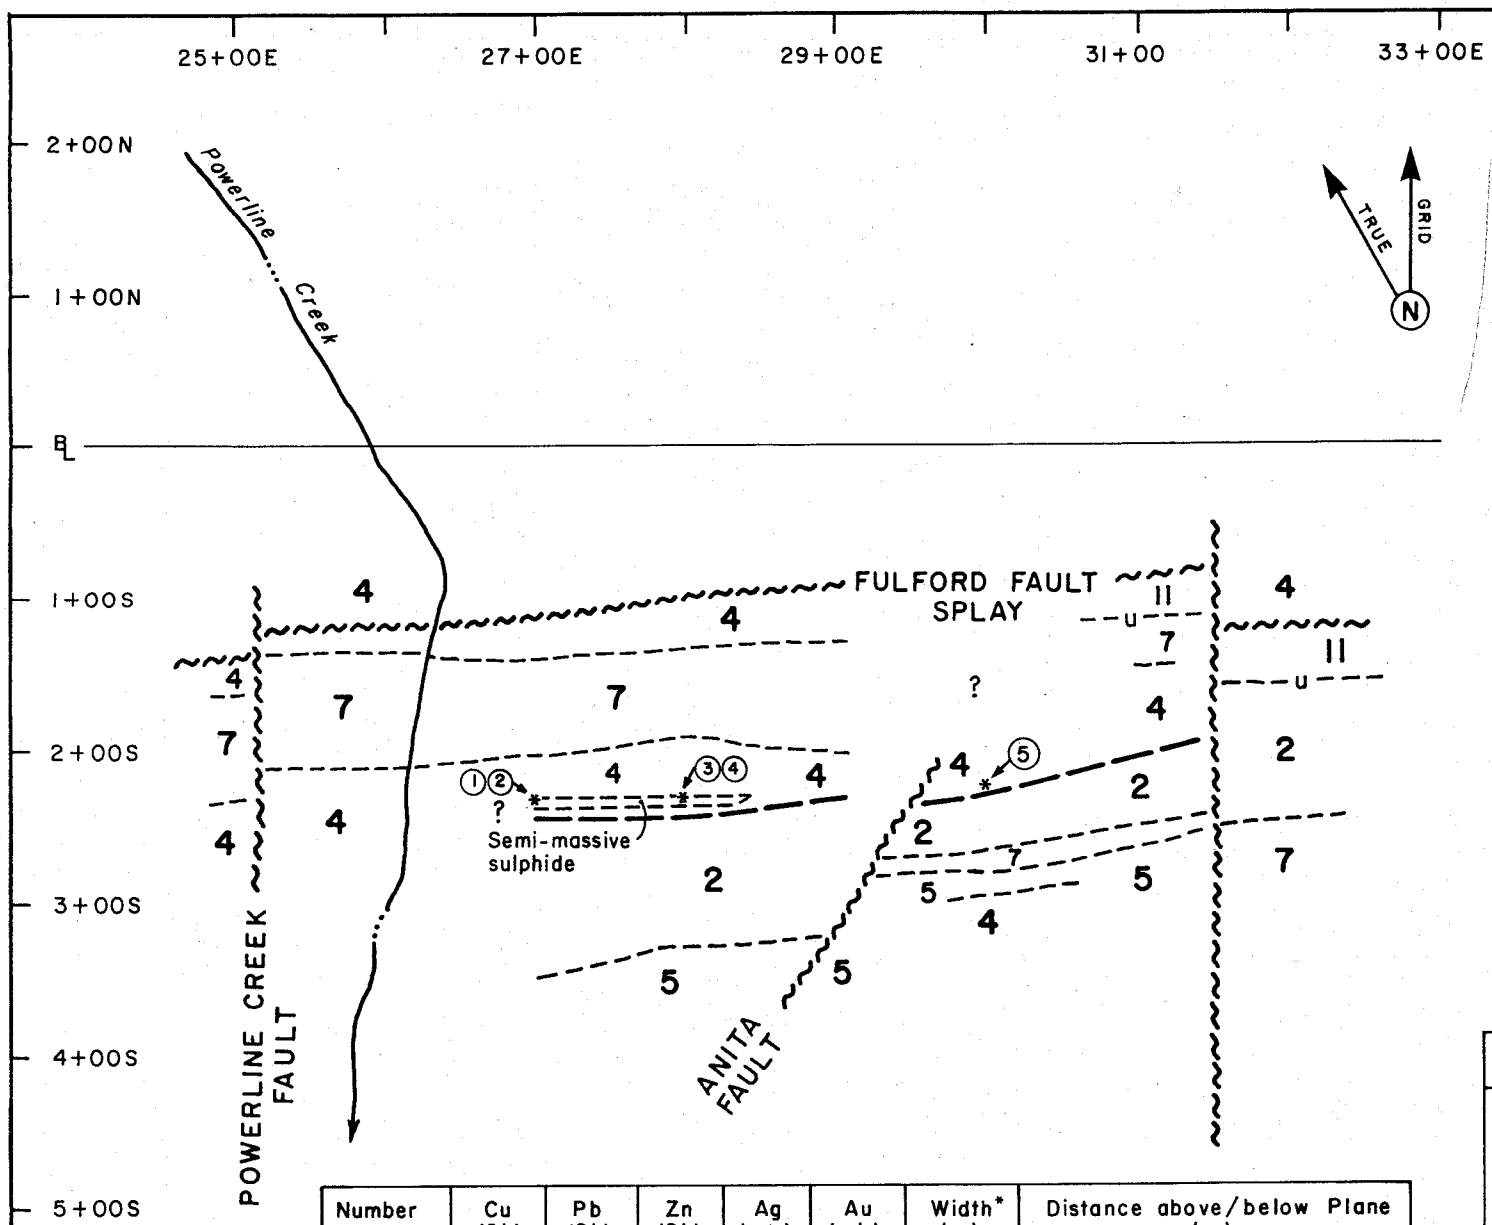 25+00E 27+00E 29+00E 31+00 33+00E
2+00N
Powerline Creek
TRUE
GRID
N
1+00N
BL
1+00S
4
FULFORD FAULT
SPLAY
11
4
4
u
7
11
4
7
7
?
4
u
7
2+00S
2
1 2
4
3 4
4
4
5
2
?
4
4
Semi-massive
sulphide
2
2
7
7
5
5
3+00S
4
5
5
POWERLINE CREEK
FAULT
ANITA
FAULT
4+00S
5+00S
Number Cu Pb Zn Ag Au Width* Distance above/below Plane